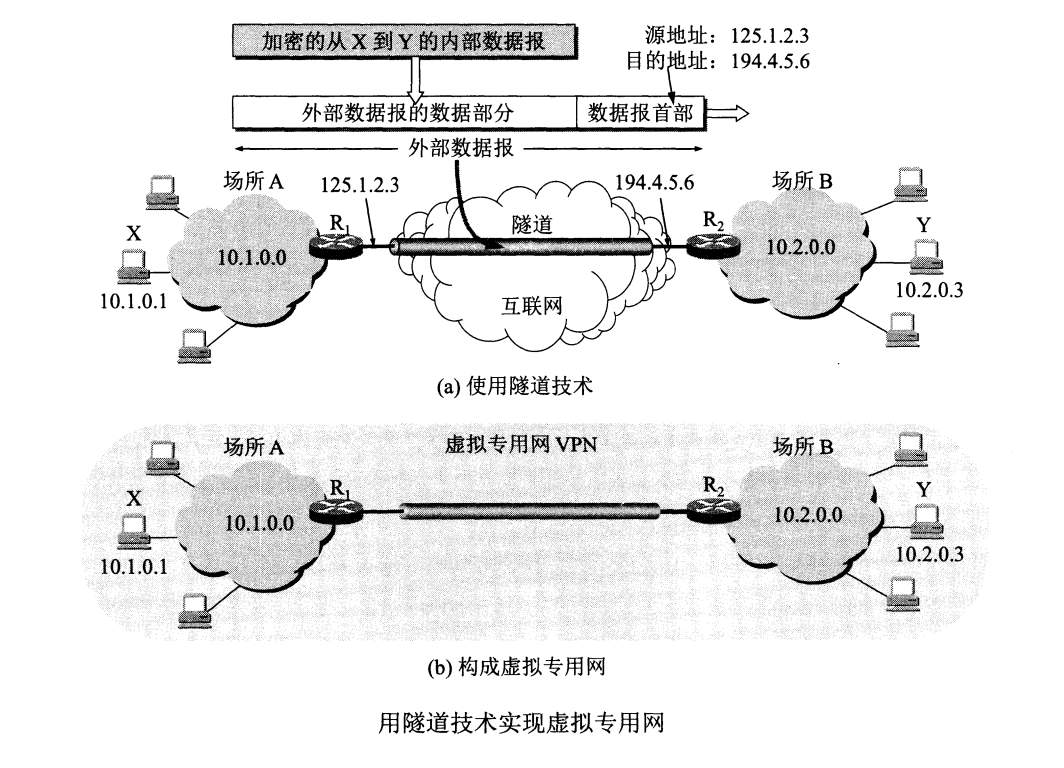 加密的从 X 到 Y 的内部数据报
源地址：125.1.2.3
目的地址：194.4.5.6
外部数据报的数据部分
数据报首部
外部数据报
场所 A
125.1.2.3
194.4.5.6
场所 B
X
R1
隧道
R2
Y
10.1.0.0
10.2.0.0
10.1.0.1
互联网
10.2.0.3
(a) 使用隧道技术
场所 A
虚拟专用网 VPN
场所 B
X
R1
R2
Y
10.1.0.0
10.2.0.0
10.1.0.1
10.2.0.3
(b) 构成虚拟专用网
用隧道技术实现虚拟专用网